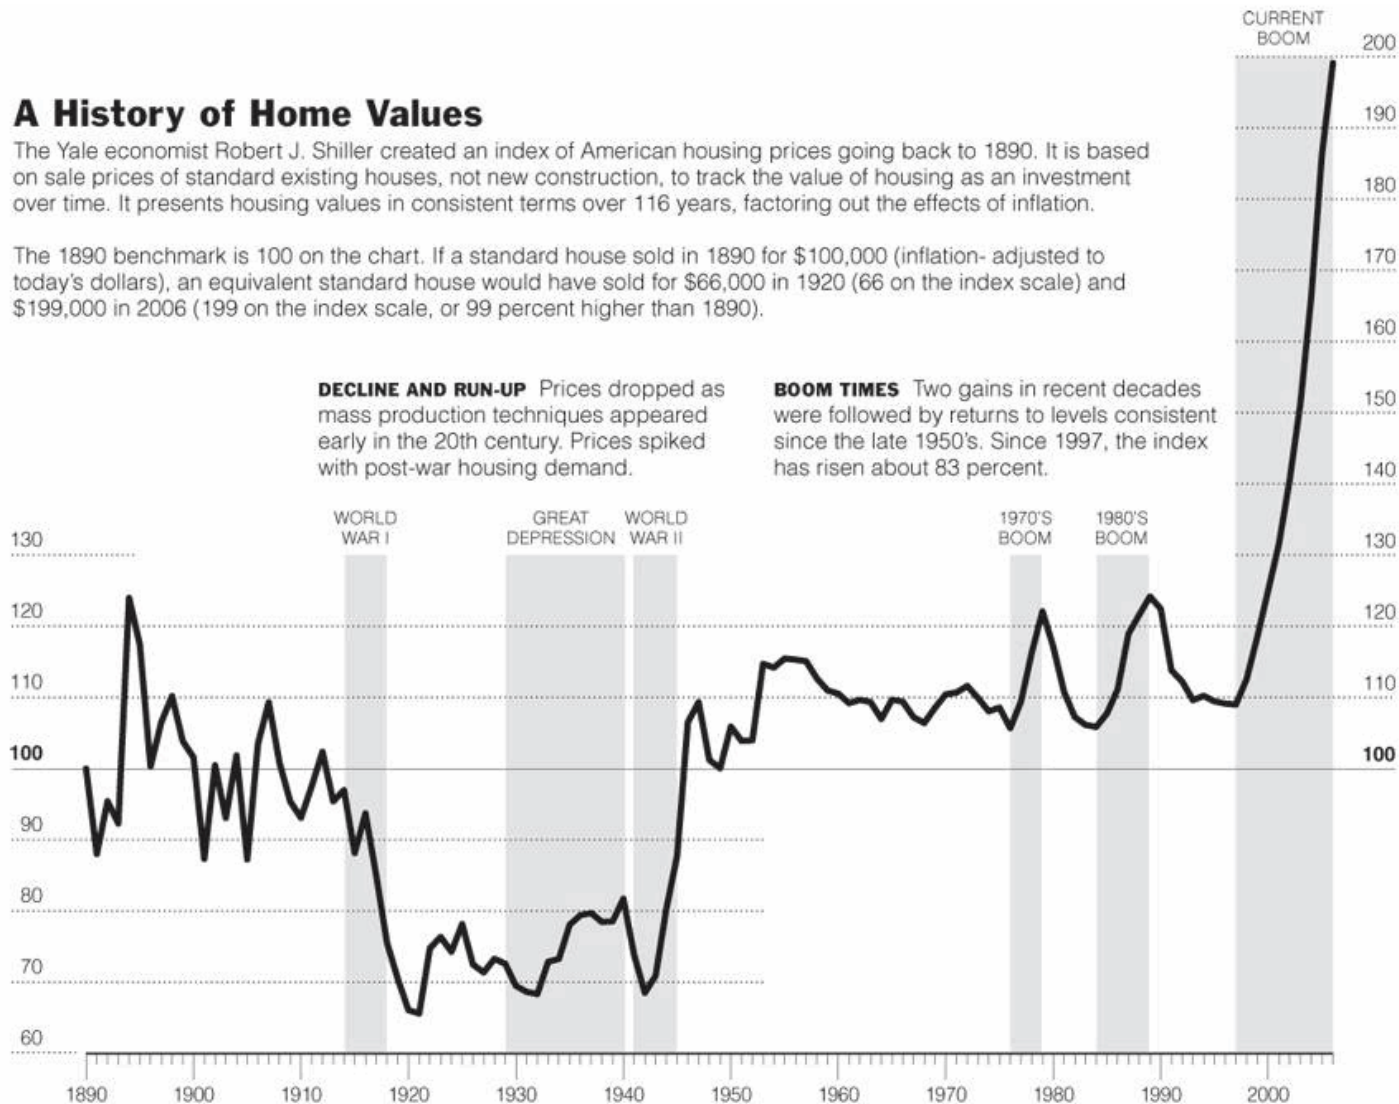 CURRENT
BOOM
200
A History of Home Values
190
The Yale economist Robert J. Shiller created an index of American housing prices going back to 1890. It is based
on sale prices of standard existing houses, not new construction, to track the value of housing as an investment
over time. It presents housing values in consistent terms over 116 years, factoring out the effects of inflation.
180
The 1890 benchmark is 100 on the chart. If a standard house sold in 1890 for $100,000 (inflation- adjusted to
today's dollars), an equivalent standard house would have sold for $66,000 in 1920 (66 on the index scale) and
$199,000 in 2006 (199 on the index scale, or 99 percent higher than 1890).
170
160
DECLINE AND RUN-UP Prices dropped as
mass production techniques appeared
early in the 20th century. Prices spiked
with post-war housing demand.
BOOM TIMES Two gains in recent decades
were followed by returns to levels consistent
since the late 1950's. Since 1997, the index
has risen about 83 percent.
150
140
WORLD
WAR I
GREAT
DEPRESSION
WORLD
WAR II
1970'S
BOOM
1980'S
BOOM
130
130
120
120
110
110
100
100
90
80
70
60
1890
1900
1910
1920
1930
1940
1950
1960
1970
1980
1990
2000